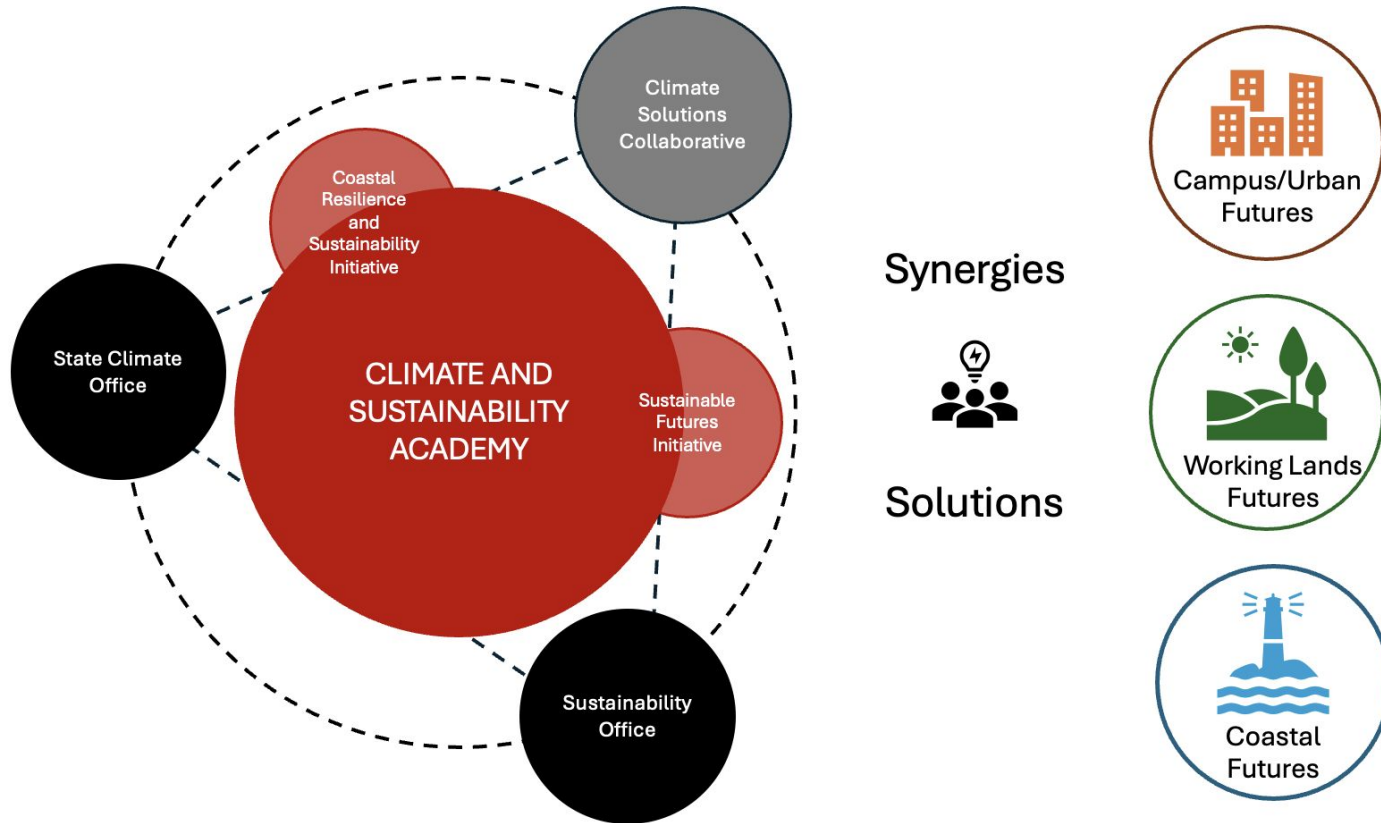 Climate
Solutions
Collaborative
Coastal
Resilience
and
Sustainability
Initiative
State Climate
Office
CLIMATE AND
SUSTAINABILITY
ACADEMY
Sustainable
Futures
Initiative
Sustainability
Office
Synergies
Solutions
Campus/Urban
Futures
Working Lands
Futures
Coastal
Futures